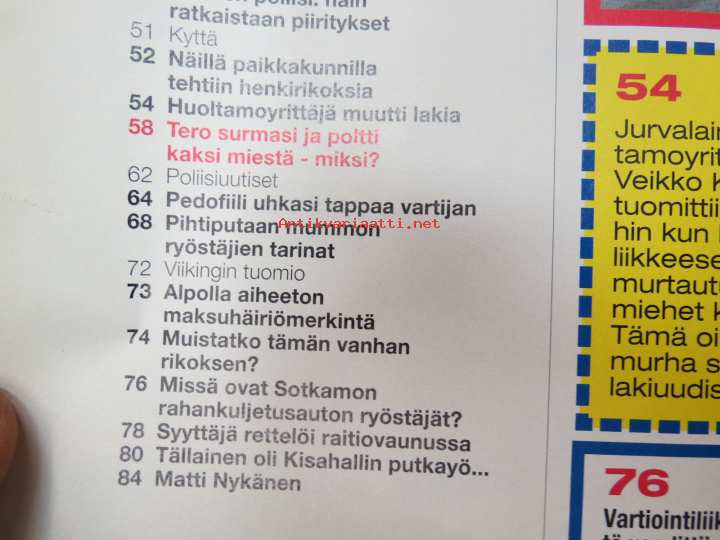 poliisi: näin
ratkaistaan piiritykset
51 Kyttä
52 Näillä paikkakunnilla
tehtiin henkirikoksia
54 Huoltamoyrittäjä muutti lakia
58 Tero surmasi ja poltti
kaksi miestä - miksi?
62 Poliisiuutiset
64 Pedofiili uhkasi tappaa vartijan
68 Pihtiputaan mummon
ryöstäjien tarinat
72 Viikingin tuomio
73 Alpolla aiheeton
maksuhäiriömerkintä
74 Muistatko tämän vanhan
rikoksen?
76 Missä ovat Sotkamon
rahankuljetusauton ryöstäjät?
78 Syyttäjä rettelöi raitiovaunussa
80 Tällainen oli Kisahallin putkayö...
84 Matti Nykänen
Antikvariaatti.net
54
Jurvalai
tamoyrit
Veikko
tuomittii
hin kun
liikkeese
murtautu
miehet k
Tämä oi
murha s
lakiuudis
76
Vartiointiliik